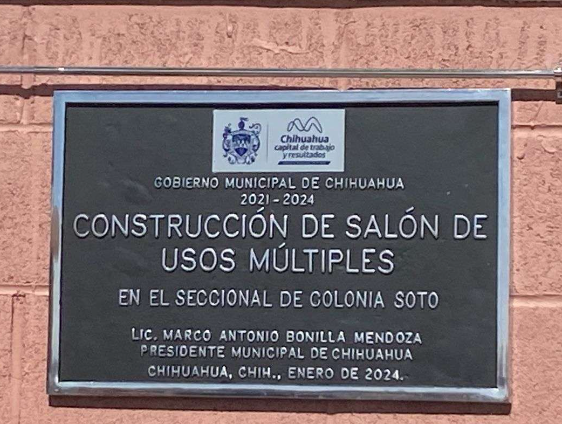 Chihuahua
capital de trabajo
y resultados
GOBIERNO MUNICIPAL DE CHIHUAHUA
2021-2024
CONSTRUCCIÓN DE SALÓN DE
USOS MÚLTIPLES
EN EL SECCIONAL DE COLONIA SOTO
LIC. MARCO ANTONIO BONILLA MENDOZA
PRESIDENTE MUNICIPAL DE CHIHUAHUA
CHIHUAHUA, CHIH., ENERO DE 2024.